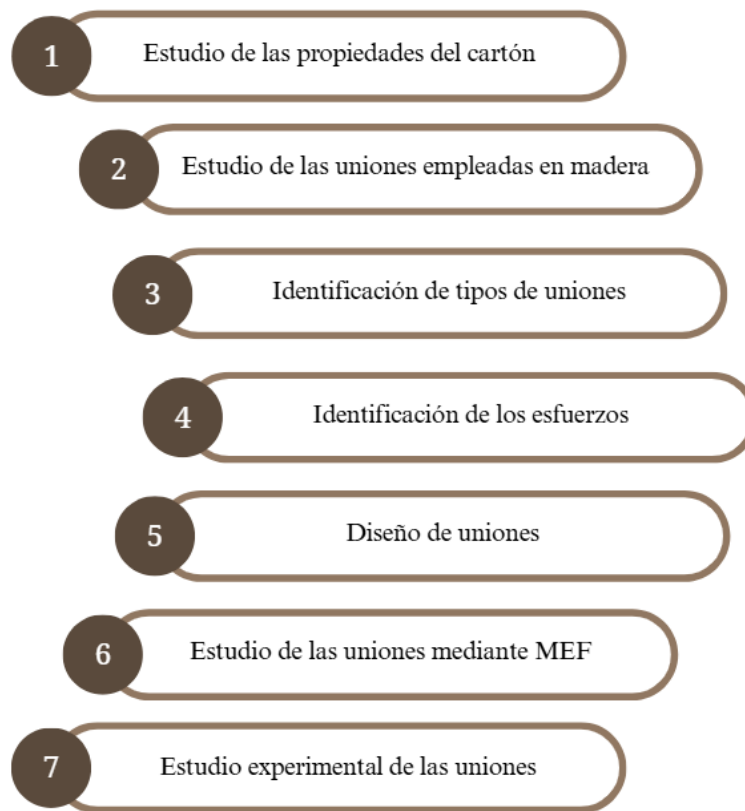 1 Estudio de las propiedades del cartón
2 Estudio de las uniones empleadas en madera
3 Identificación de tipos de uniones
4 Identificación de los esfuerzos
5 Diseño de uniones
6 Estudio de las uniones mediante MEF
7 Estudio experimental de las uniones